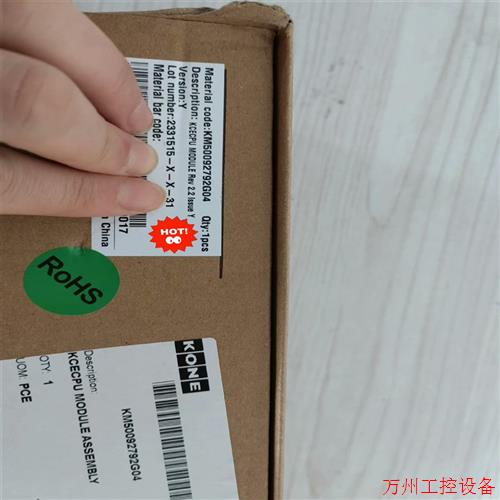 Material code:KM50092792G04 Qty:1pcs
Description: KCECPU MODULE Rev 2.2 Issue Y
Version:Y
Lot number:2331515-X-X-31
Material bar code:
017
China
HOT!
RoHS
KONE
KM50092792G04
Description:
KCECPU MODULE ASSEMBLY
QTY: 1
UOM: PCE
万州工控设备